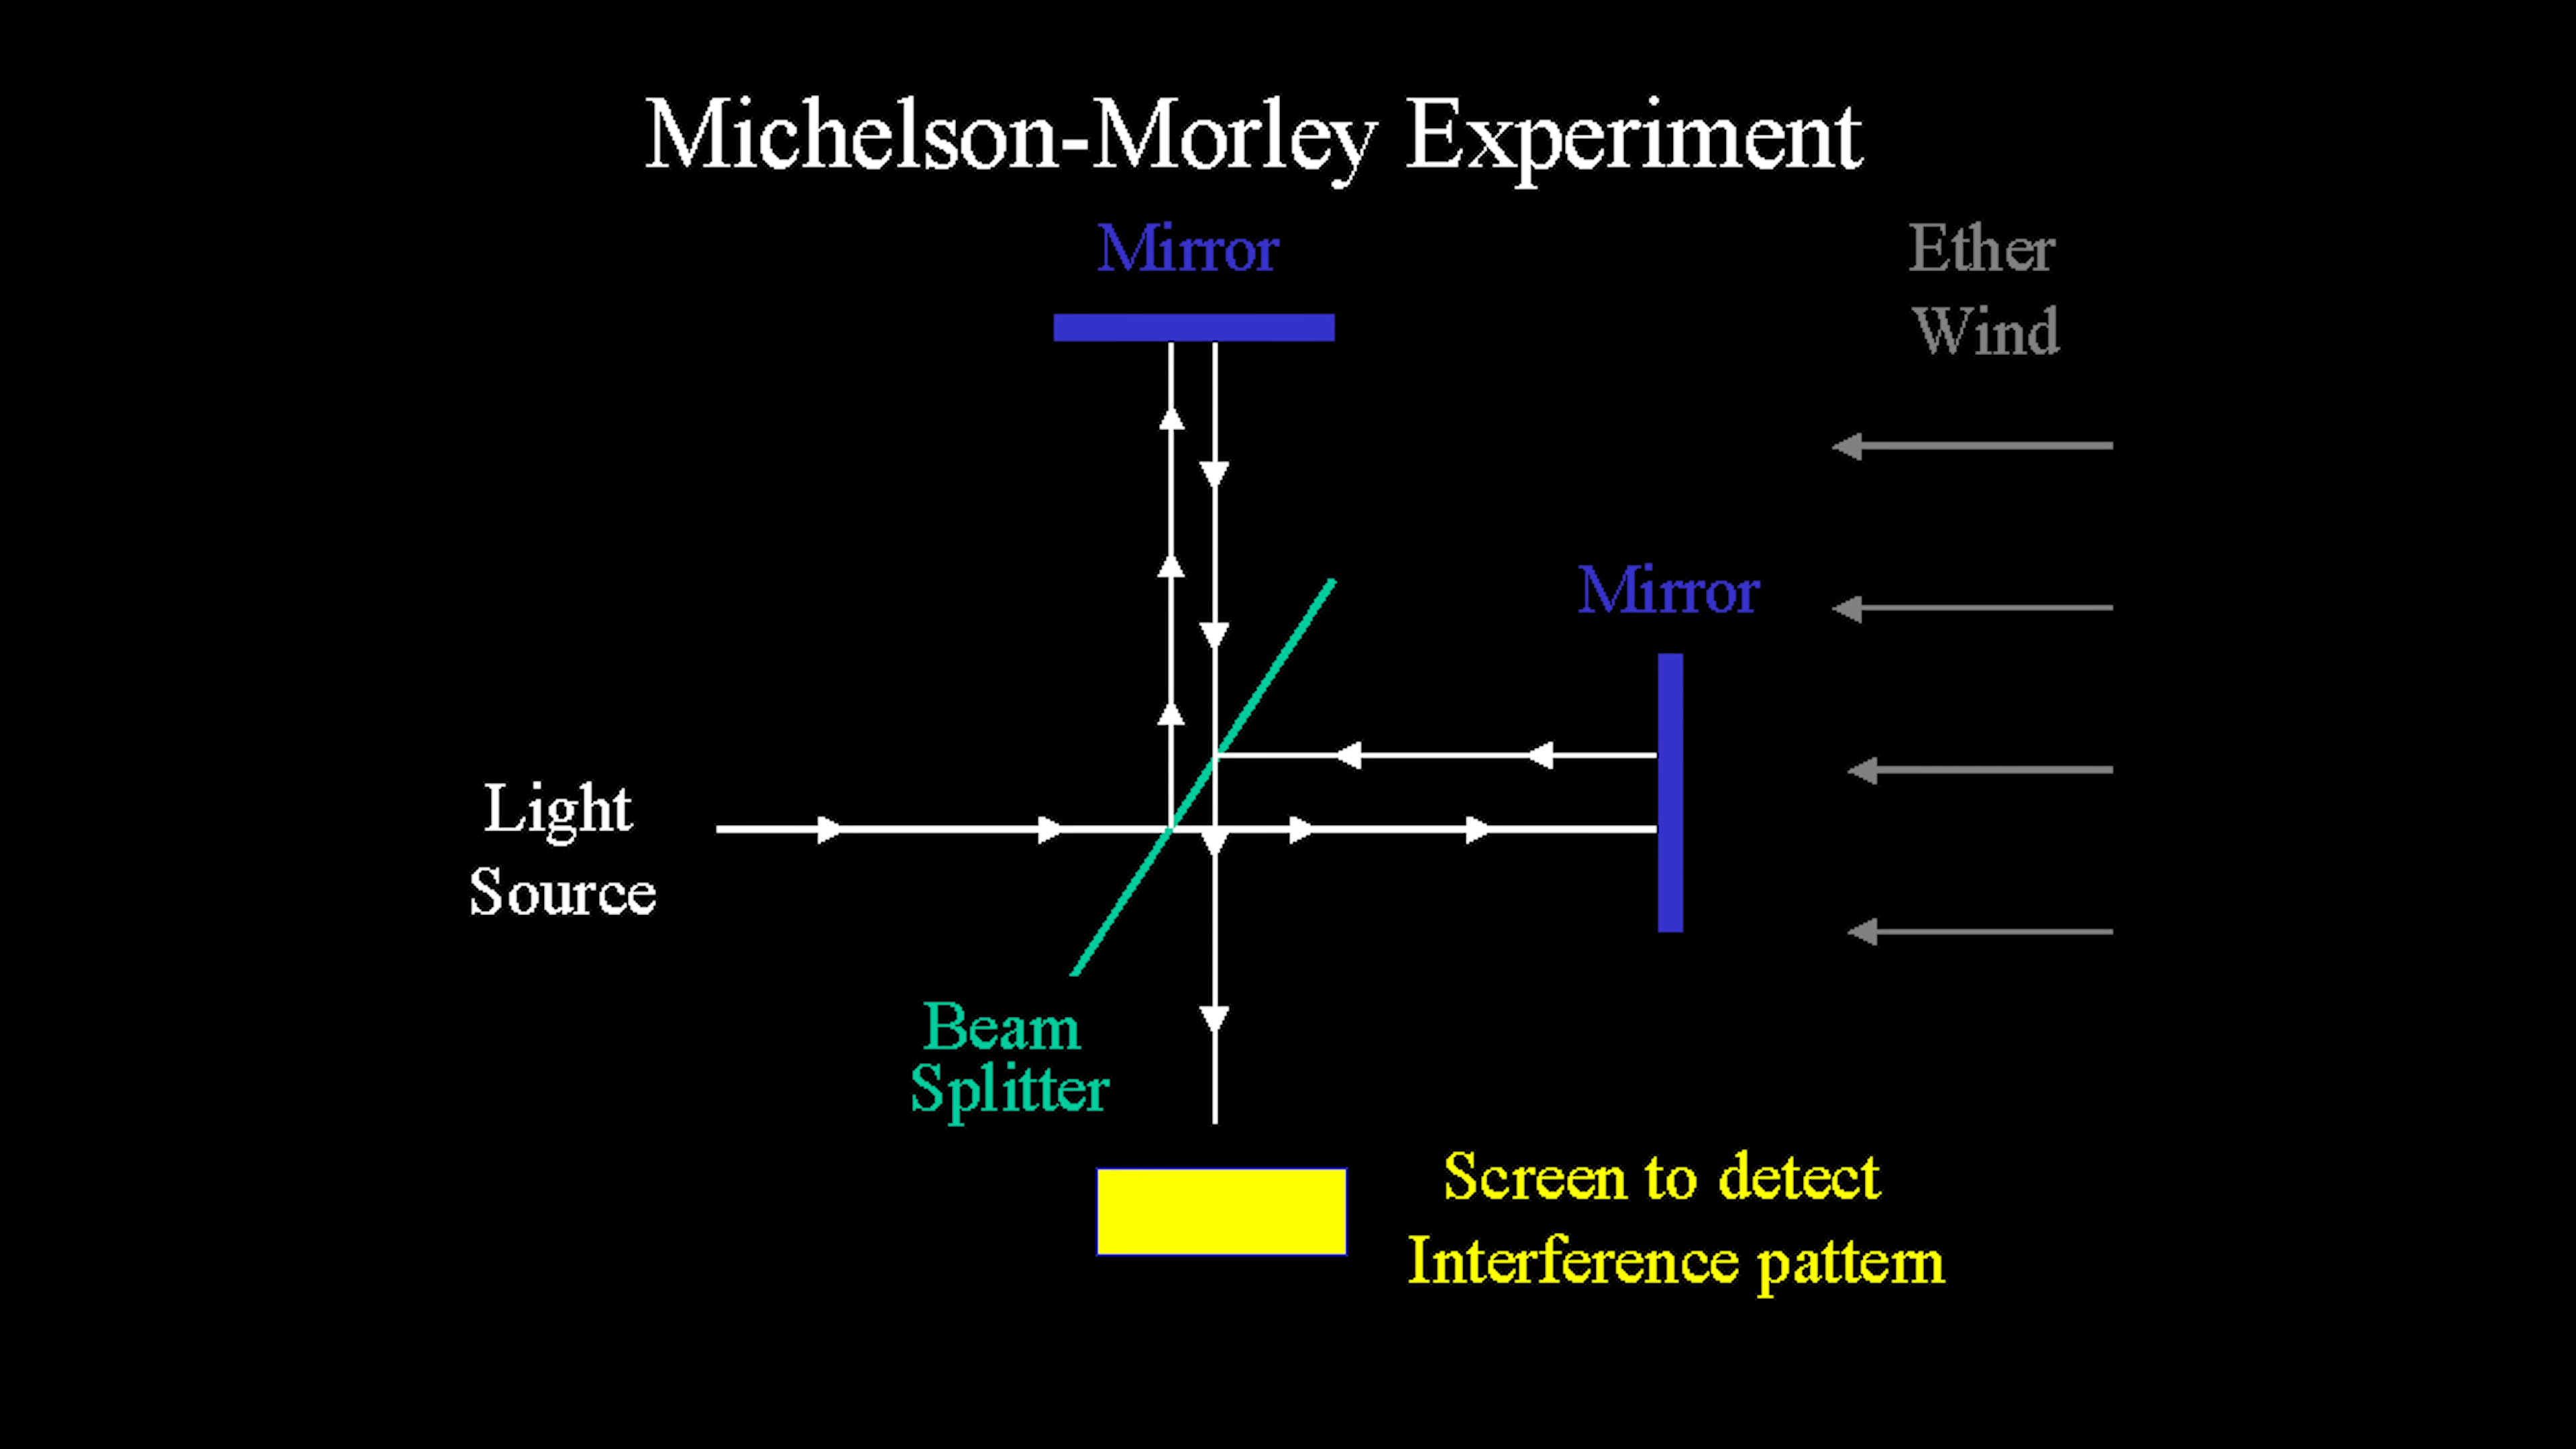 Michelson-Morley Experiment
Mirror
Ether
Wind
Mirror
Light
Source
Beam
Splitter
Screen to detect
Interference pattern